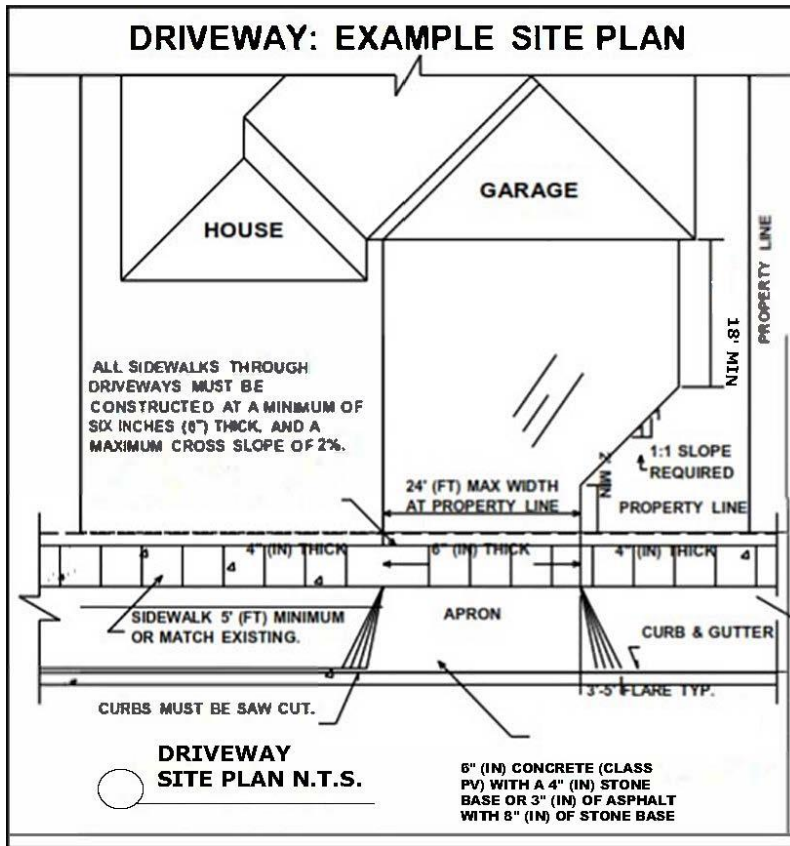 DRIVEWAY: EXAMPLE SITE PLAN
GARAGE
HOUSE
PROPERTY LINE
18' MIN
ALL SIDEWALKS THROUGH
DRIVEWAYS MUST BE
CONSTRUCTED AT A MINIMUM OF
SIX INCHES (6") THICK, AND A
MAXIMUM CROSS SLOPE OF 2%.
1:1 SLOPE
REQUIRED
2' MIN
24' (FT) MAX WIDTH
AT PROPERTY LINE
PROPERTY LINE
4" (IN) THICK
6" (IN) THICK
4" (IN) THICK
SIDEWALK 5' (FT) MINIMUM
OR MATCH EXISTING.
APRON
CURB & GUTTER
3'-5' FLARE TYP.
CURBS MUST BE SAW CUT.
DRIVEWAY
SITE PLAN N.T.S.
6" (IN) CONCRETE (CLASS
PV) WITH A 4" (IN) STONE
BASE OR 3" (IN) OF ASPHALT
WITH 8" (IN) OF STONE BASE